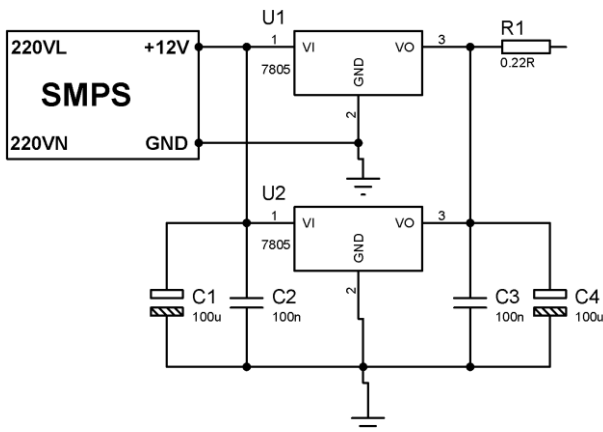 U1
220VL +12V
SMPS
220VN GND
1 VI VO 3
7805
GND
2
R1
0.22R
U2
1 VI VO 3
7805
GND
2
C1
100u
C2
100n
C3
100n
C4
100u